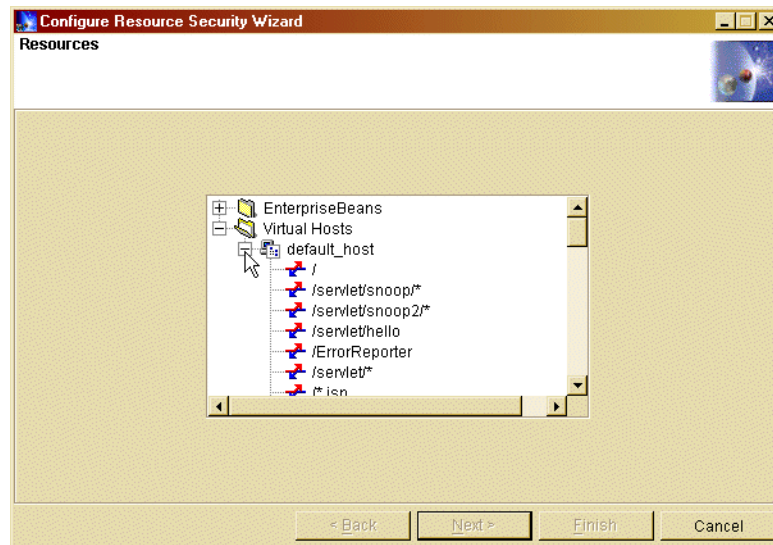 Configure Resource Security Wizard
Resources
EnterpriseBeans
Virtual Hosts
default_host
/
/servlet/snoop/*
/servlet/snoop2/*
/servlet/hello
/ErrorReporter
/servlet/*
/*.jsp
< Back Next > Finish Cancel